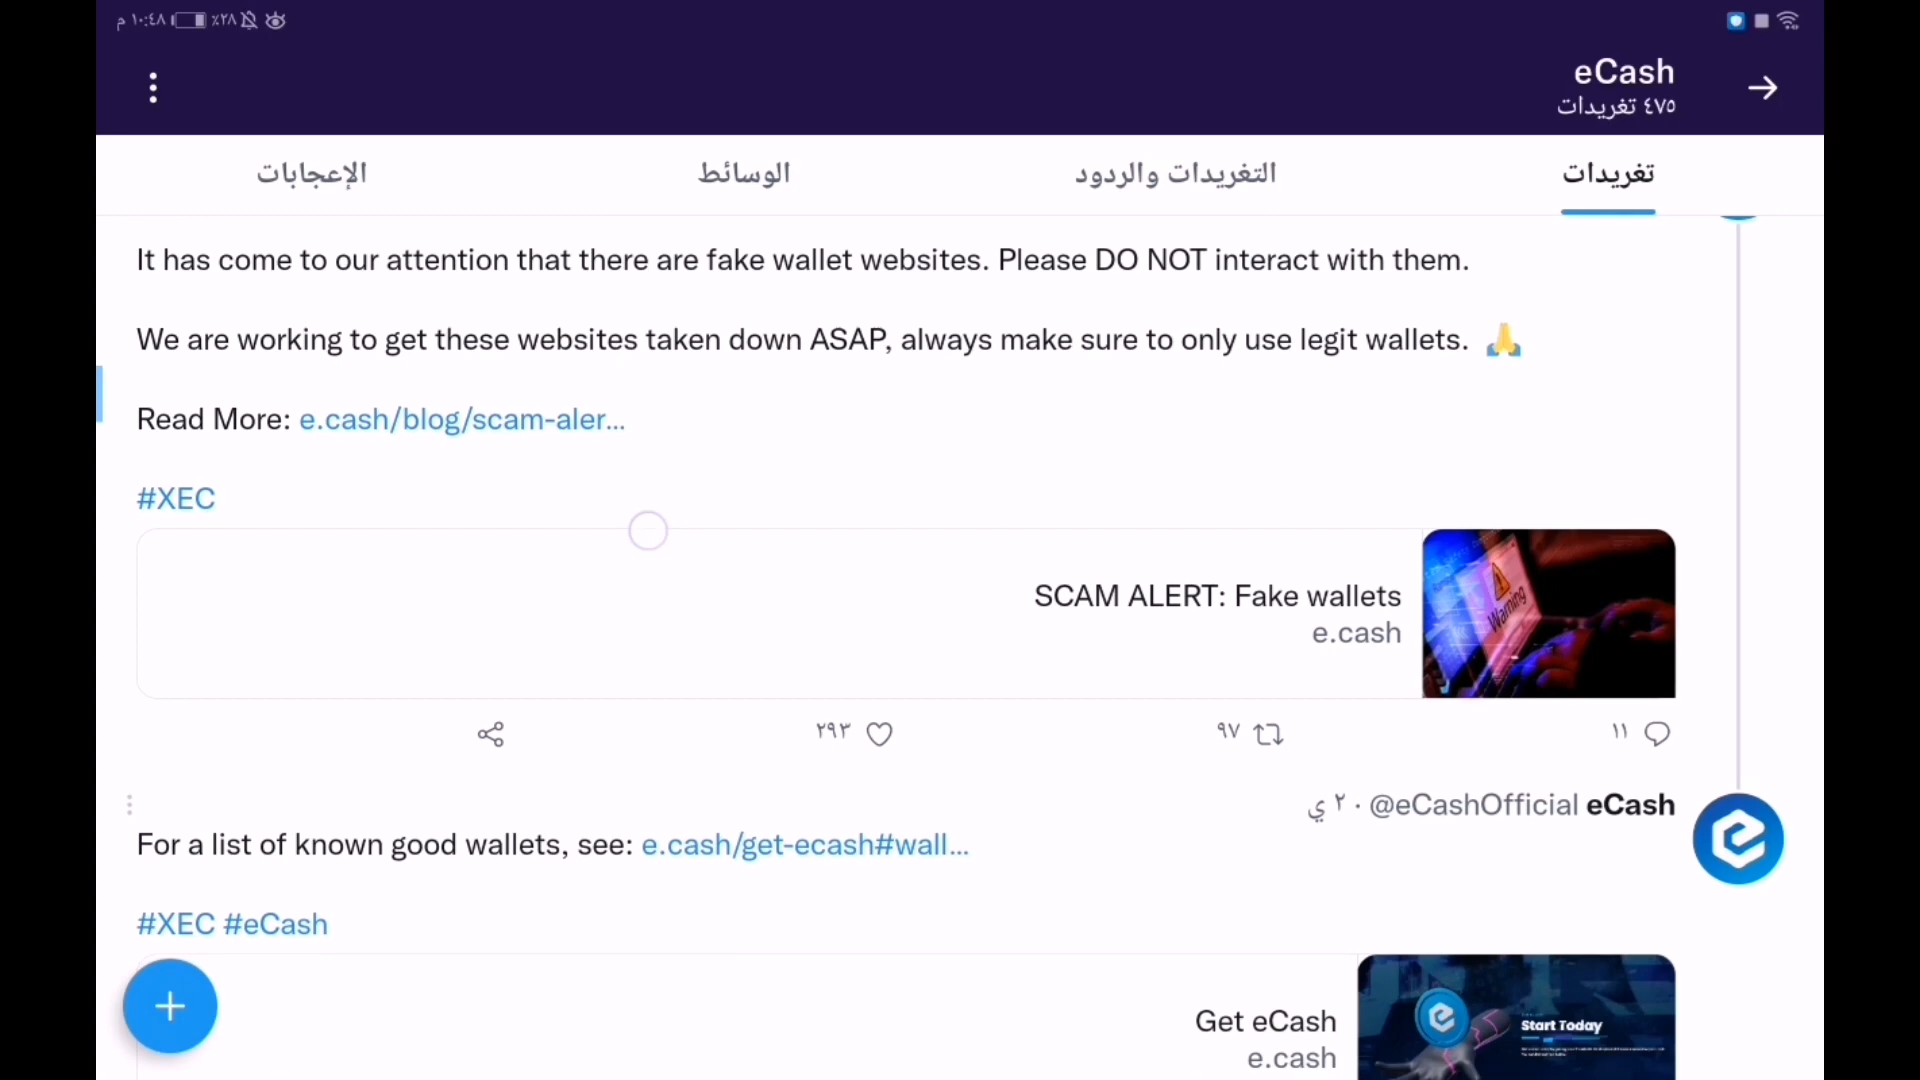 م ١٠:٤٨ ٪٢٨
eCash
٤٧٥ تغريدات
تغريدات
التغريدات والردود
الوسائط
الإعجابات
It has come to our attention that there are fake wallet websites. Please DO NOT interact with them.
We are working to get these websites taken down ASAP, always make sure to only use legit wallets. 🙏
Read More: e.cash/blog/scam-aler...
#XEC
SCAM ALERT: Fake wallets
e.cash
Warning
١١
٩٧
٢٩٣
eCash @eCashOfficial · ٢ ي
For a list of known good wallets, see: e.cash/get-ecash#wall...
#XEC #eCash
Get eCash
e.cash
Start Today